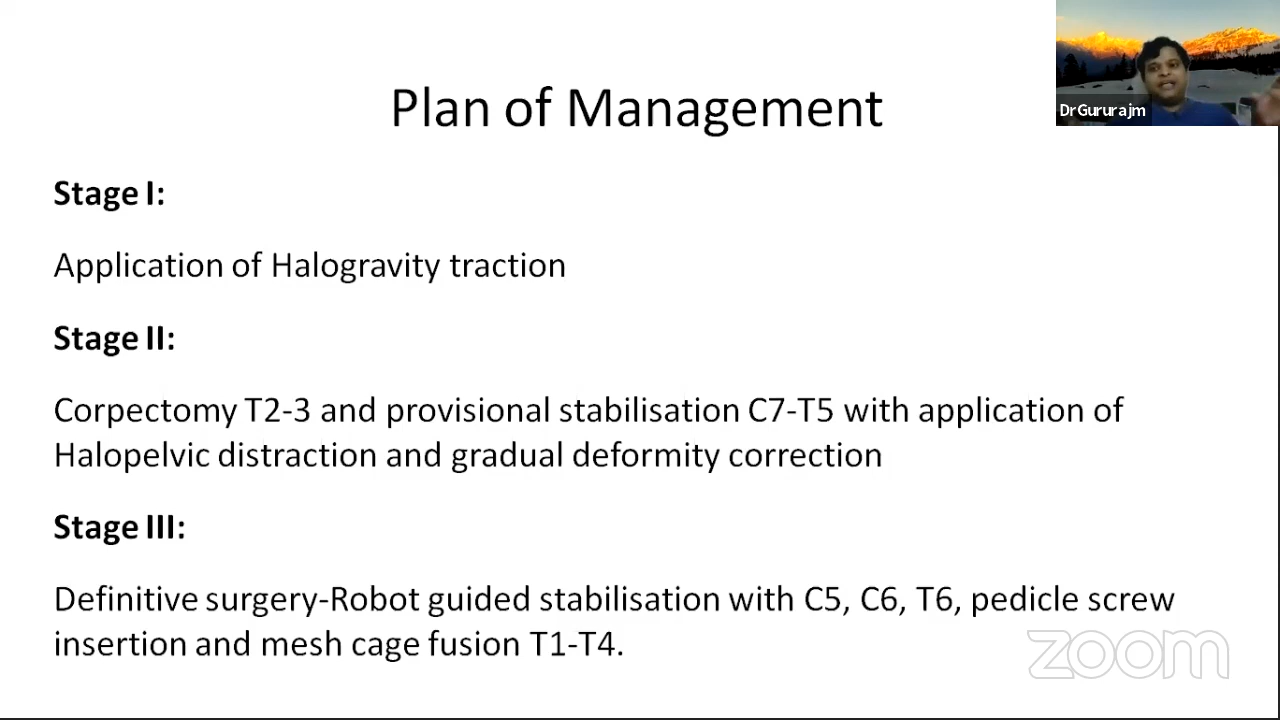 DrGururajm
Plan of Management
Stage I:
Application of Halogravity traction
Stage II:
Corpectomy T2-3 and provisional stabilisation C7-T5 with application of
Halopelvic distraction and gradual deformity correction
Stage III:
Definitive surgery-Robot guided stabilisation with C5, C6, T6, pedicle screw
insertion and mesh cage fusion T1-T4.
zoom